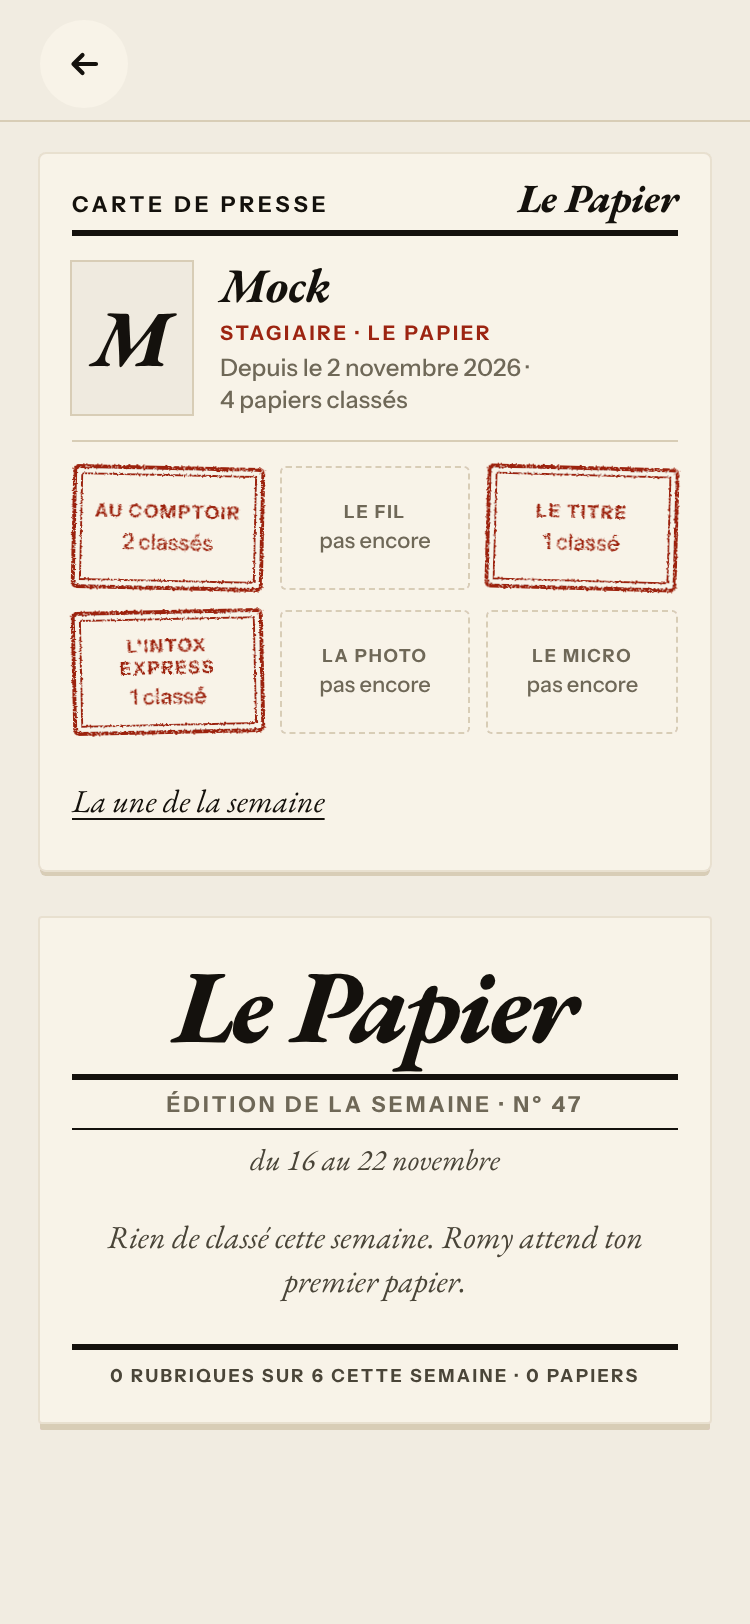 CARTE DE PRESSE
Le Papier
M
Mock
STAGIAIRE · LE PAPIER
Depuis le 2 novembre 2026 ·
4 papiers classés
AU COMPTOIR
2 classés
LE FIL
pas encore
LE TITRE
1 classé
L'INTOX
EXPRESS
1 classé
LA PHOTO
pas encore
LE MICRO
pas encore
La une de la semaine
Le Papier
ÉDITION DE LA SEMAINE · N° 47
du 16 au 22 novembre
Rien de classé cette semaine. Romy attend ton
premier papier.
0 RUBRIQUES SUR 6 CETTE SEMAINE · 0 PAPIERS